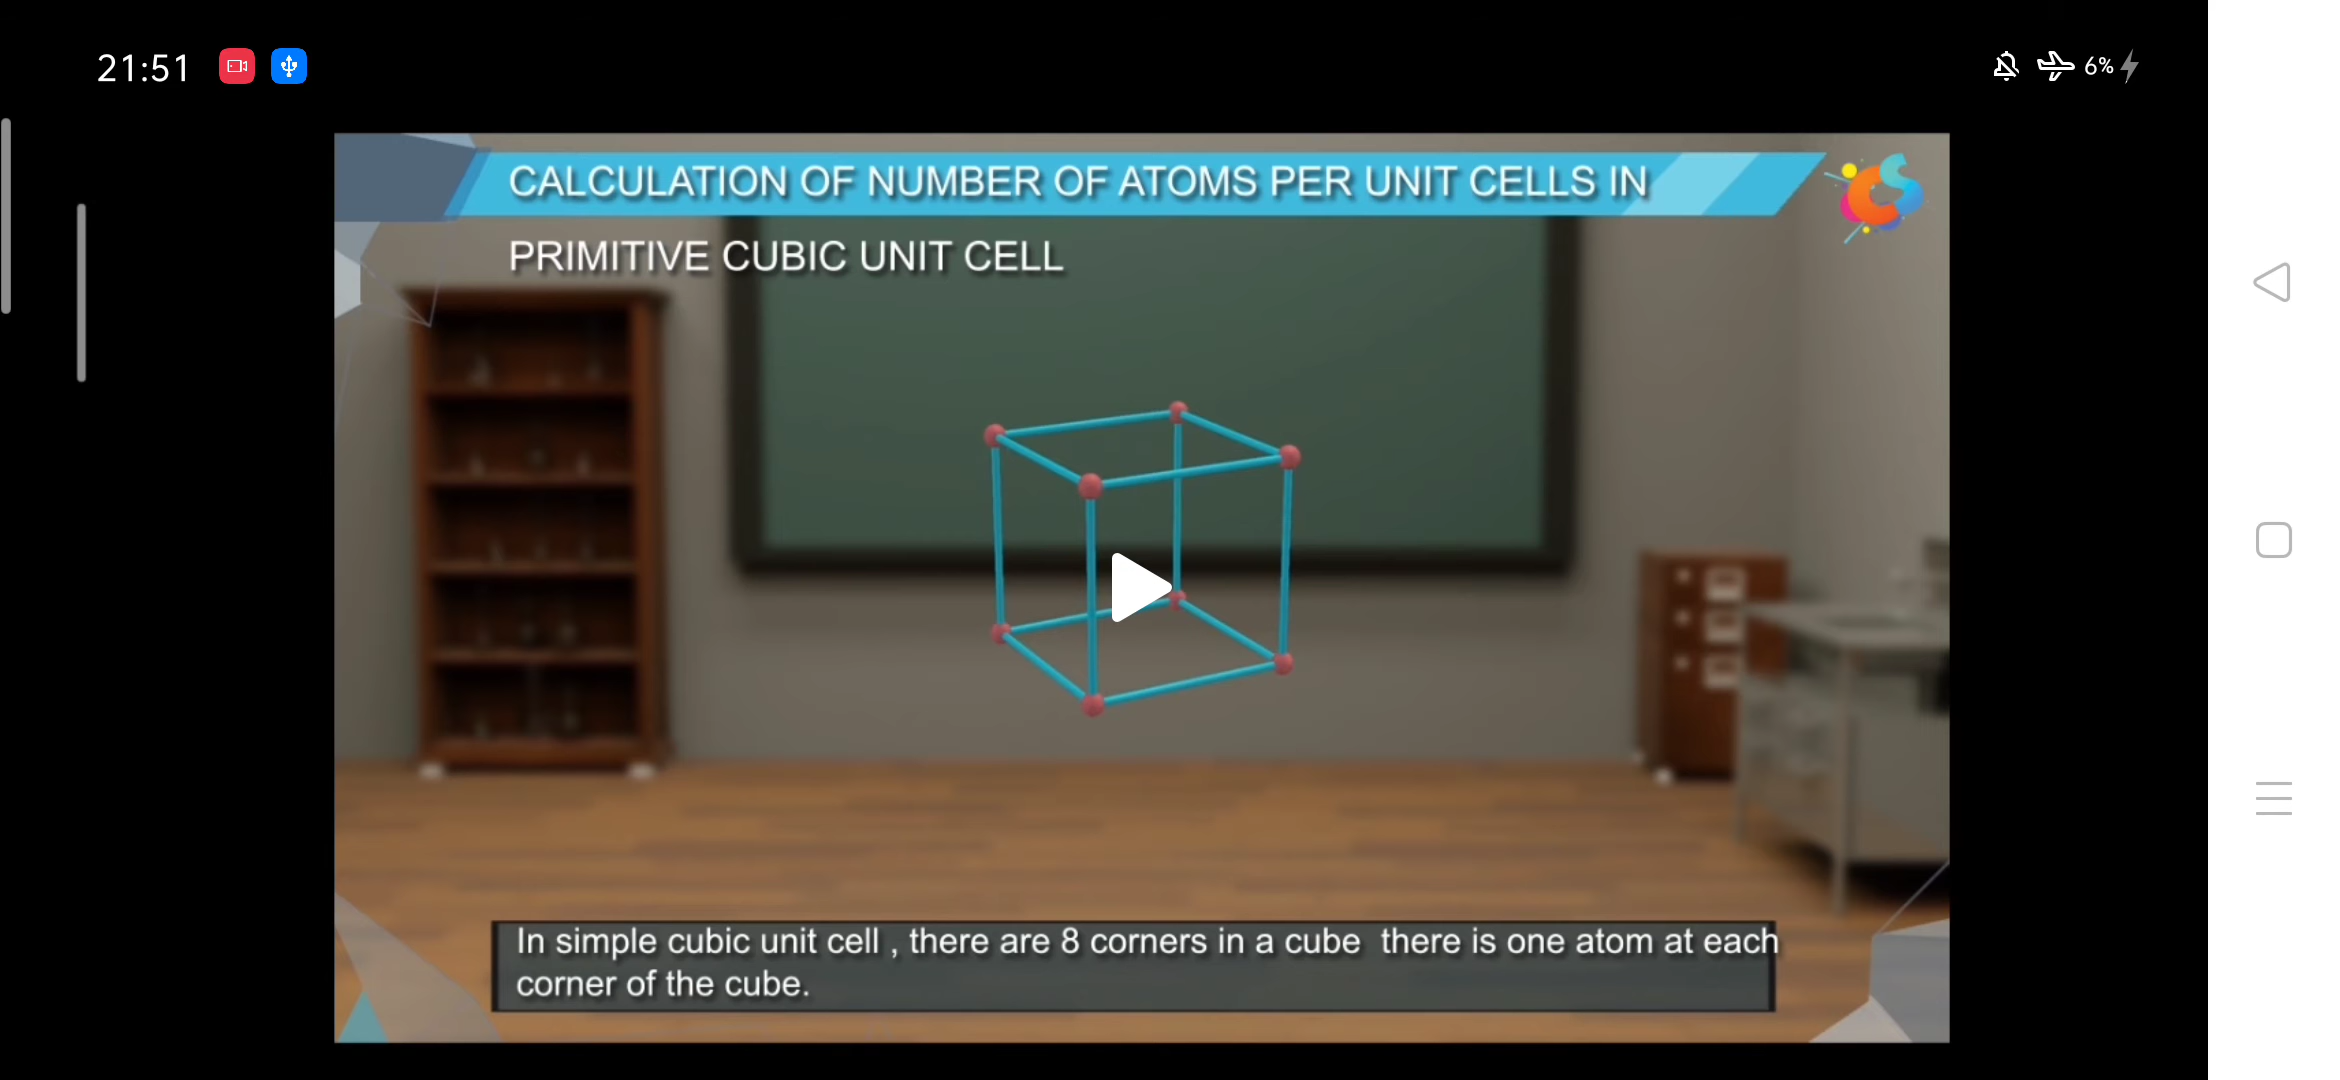 21:51
6%
CALCULATION OF NUMBER OF ATOMS PER UNIT CELLS IN
PRIMITIVE CUBIC UNIT CELL
In simple cubic unit cell , there are 8 corners in a cube  there is one atom at each
corner of the cube.